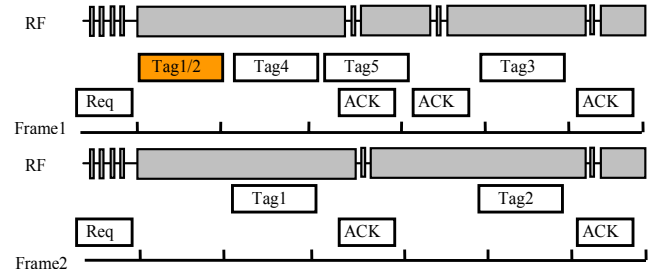 RF
Tag1/2 Tag4 Tag5 Tag3
Req ACK ACK ACK
Frame1
RF
Tag1 Tag2
Req ACK ACK
Frame2